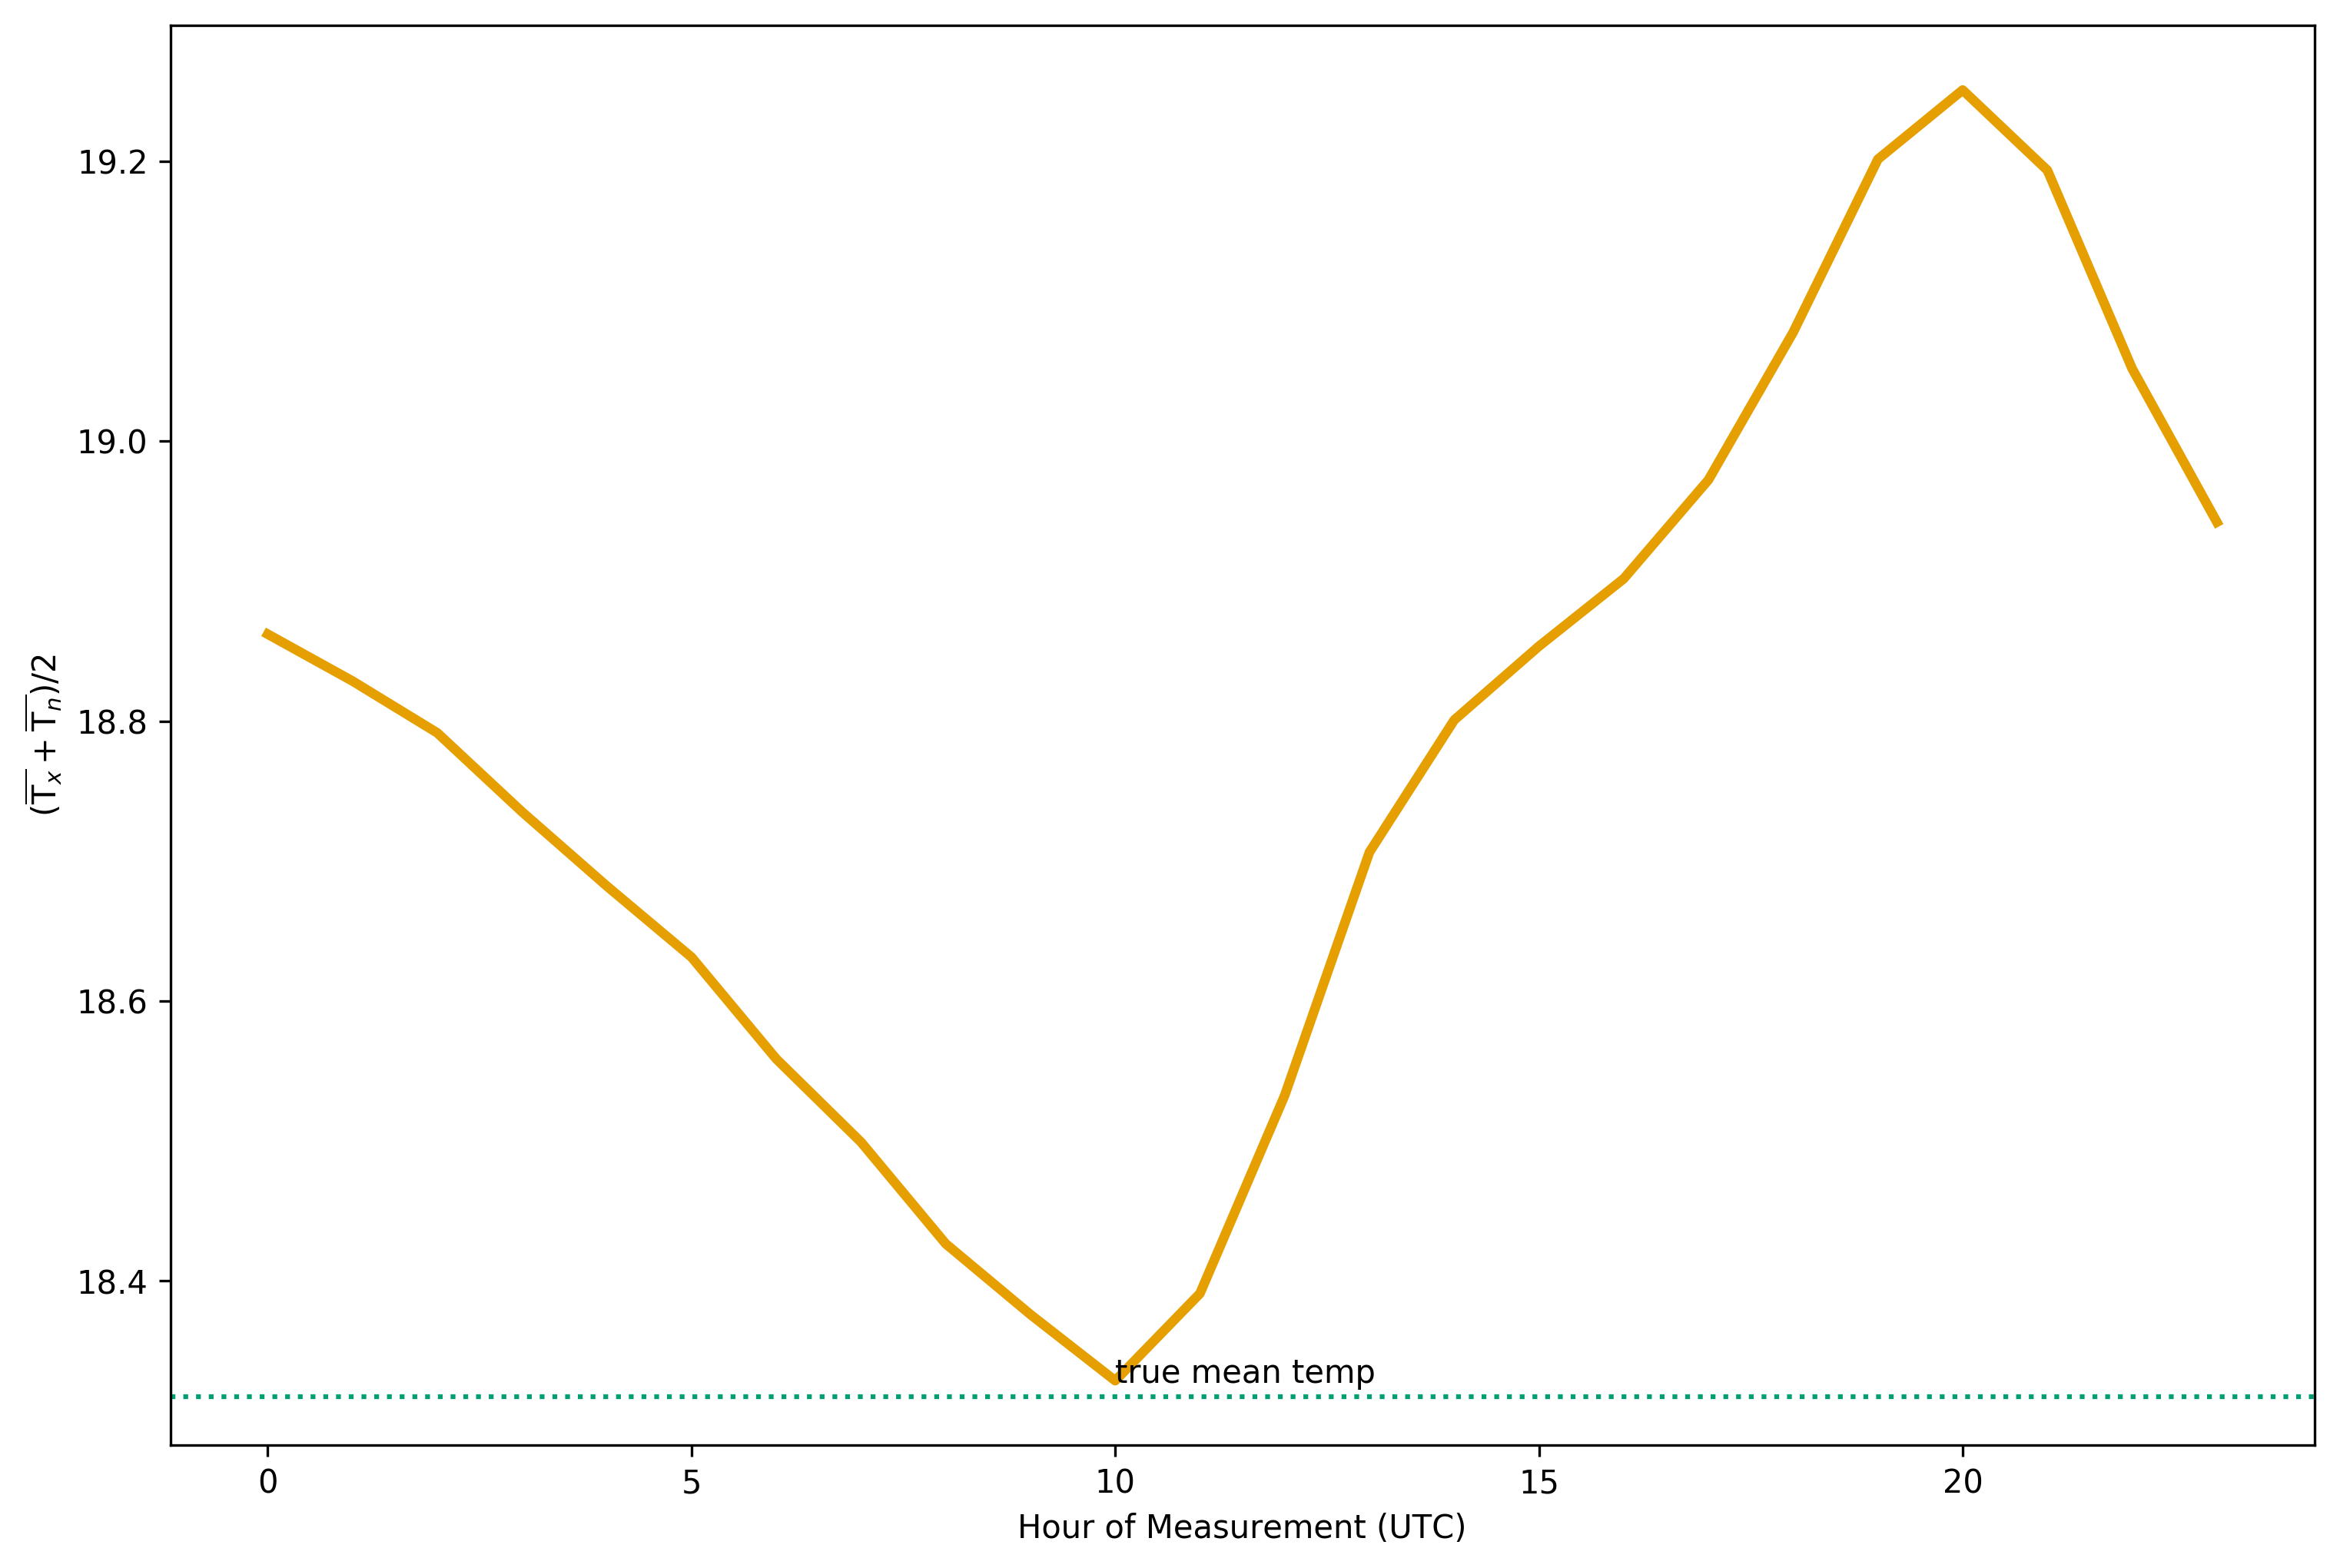 19.2
19.0
18.8
18.6
18.4
(T̅ₓ + T̅ₙ)/2
true mean temp
0 5 10 15 20
Hour of Measurement (UTC)